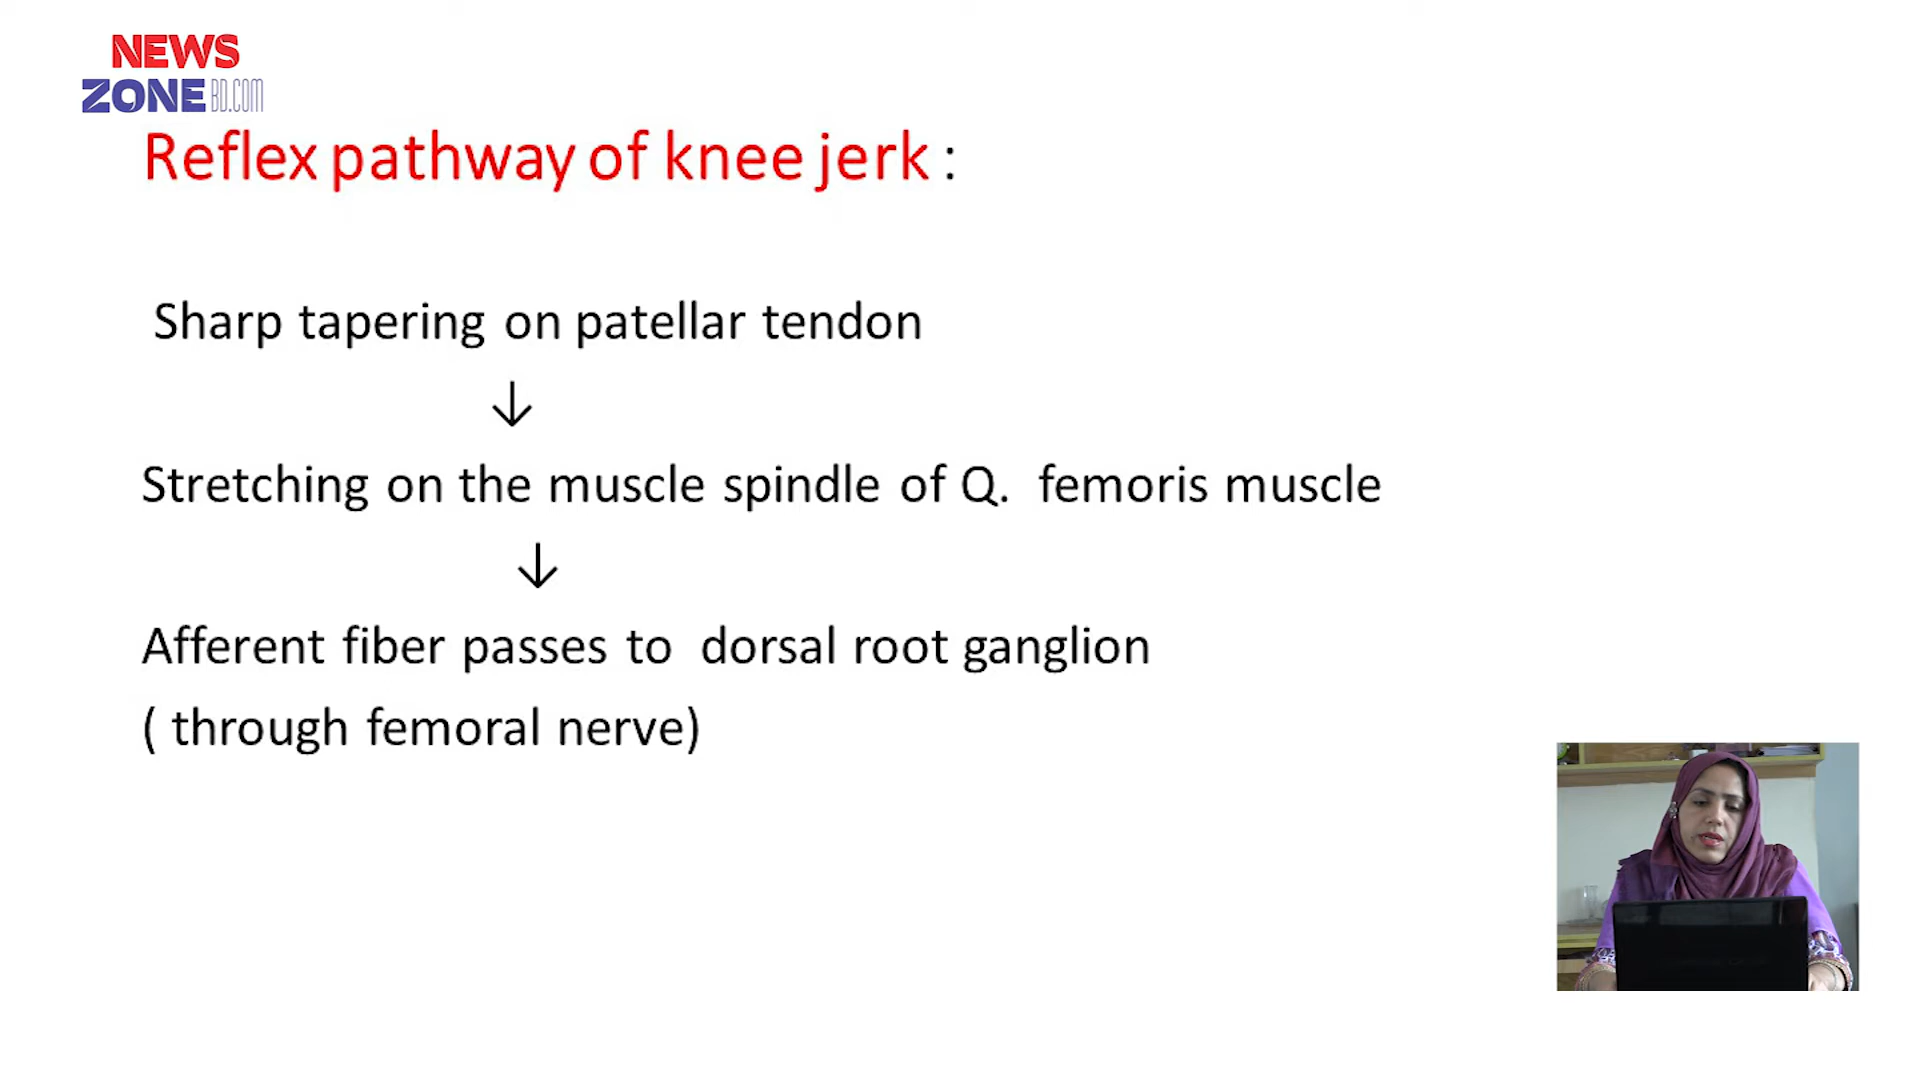 NEWS
ZONE BD.COM
Reflex pathway of knee jerk :
Sharp tapering on patellar tendon
↓
Stretching on the muscle spindle of Q. femoris muscle
↓
Afferent fiber passes to dorsal root ganglion
( through femoral nerve)